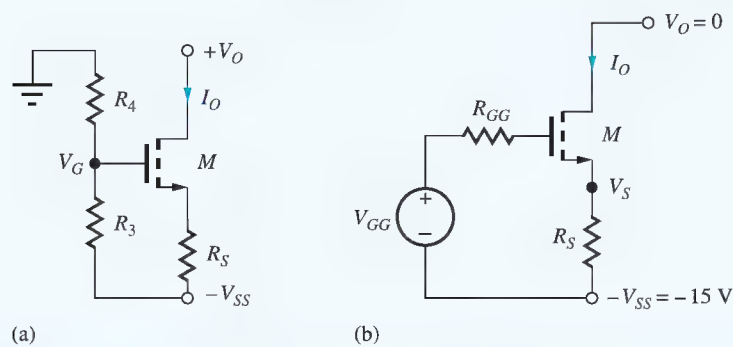 +V_O
I_O
R_4
V_G
M
R_3
R_S
−V_SS
(a)
V_O = 0
I_O
R_GG
M
V_S
V_GG
+
−
R_S
−V_SS = −15 V
(b)